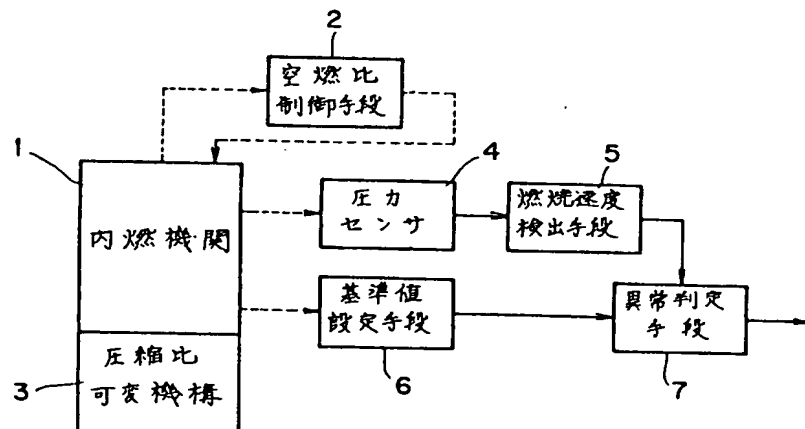 2
空燃比
制御手段
1
内燃機関
4
圧力
センサ
5
燃焼速度
検出手段
基準値
設定手段
6
異常判定
手段
7
3
圧縮比
可変機構